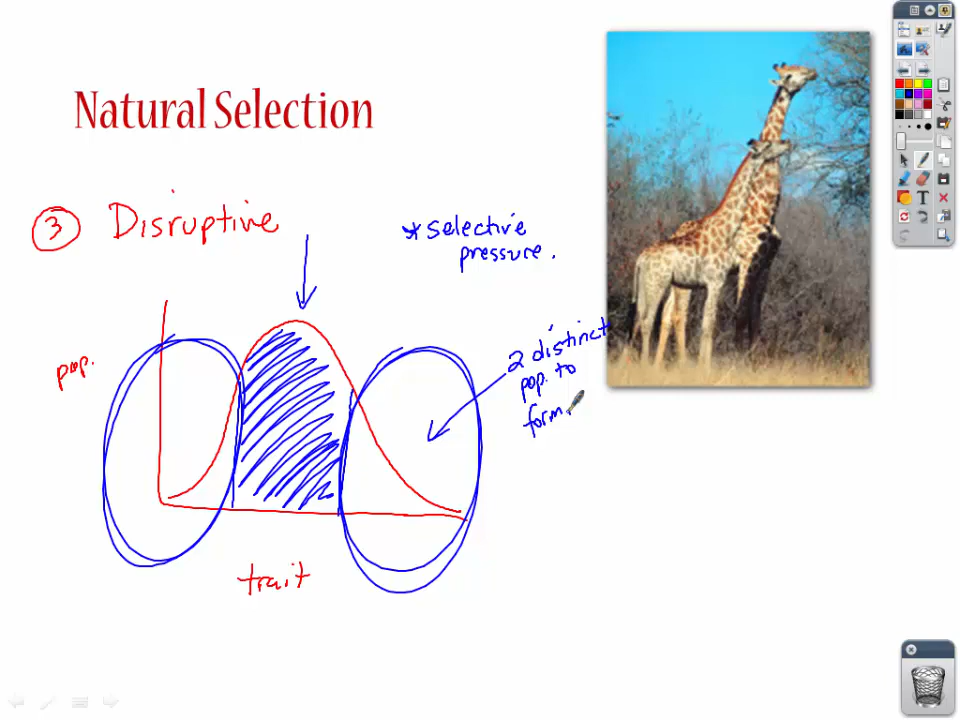 Natural Selection
3 Disruptive
* selective
pressure.
pop.
2 distinct
pop. to
form.
trait
T